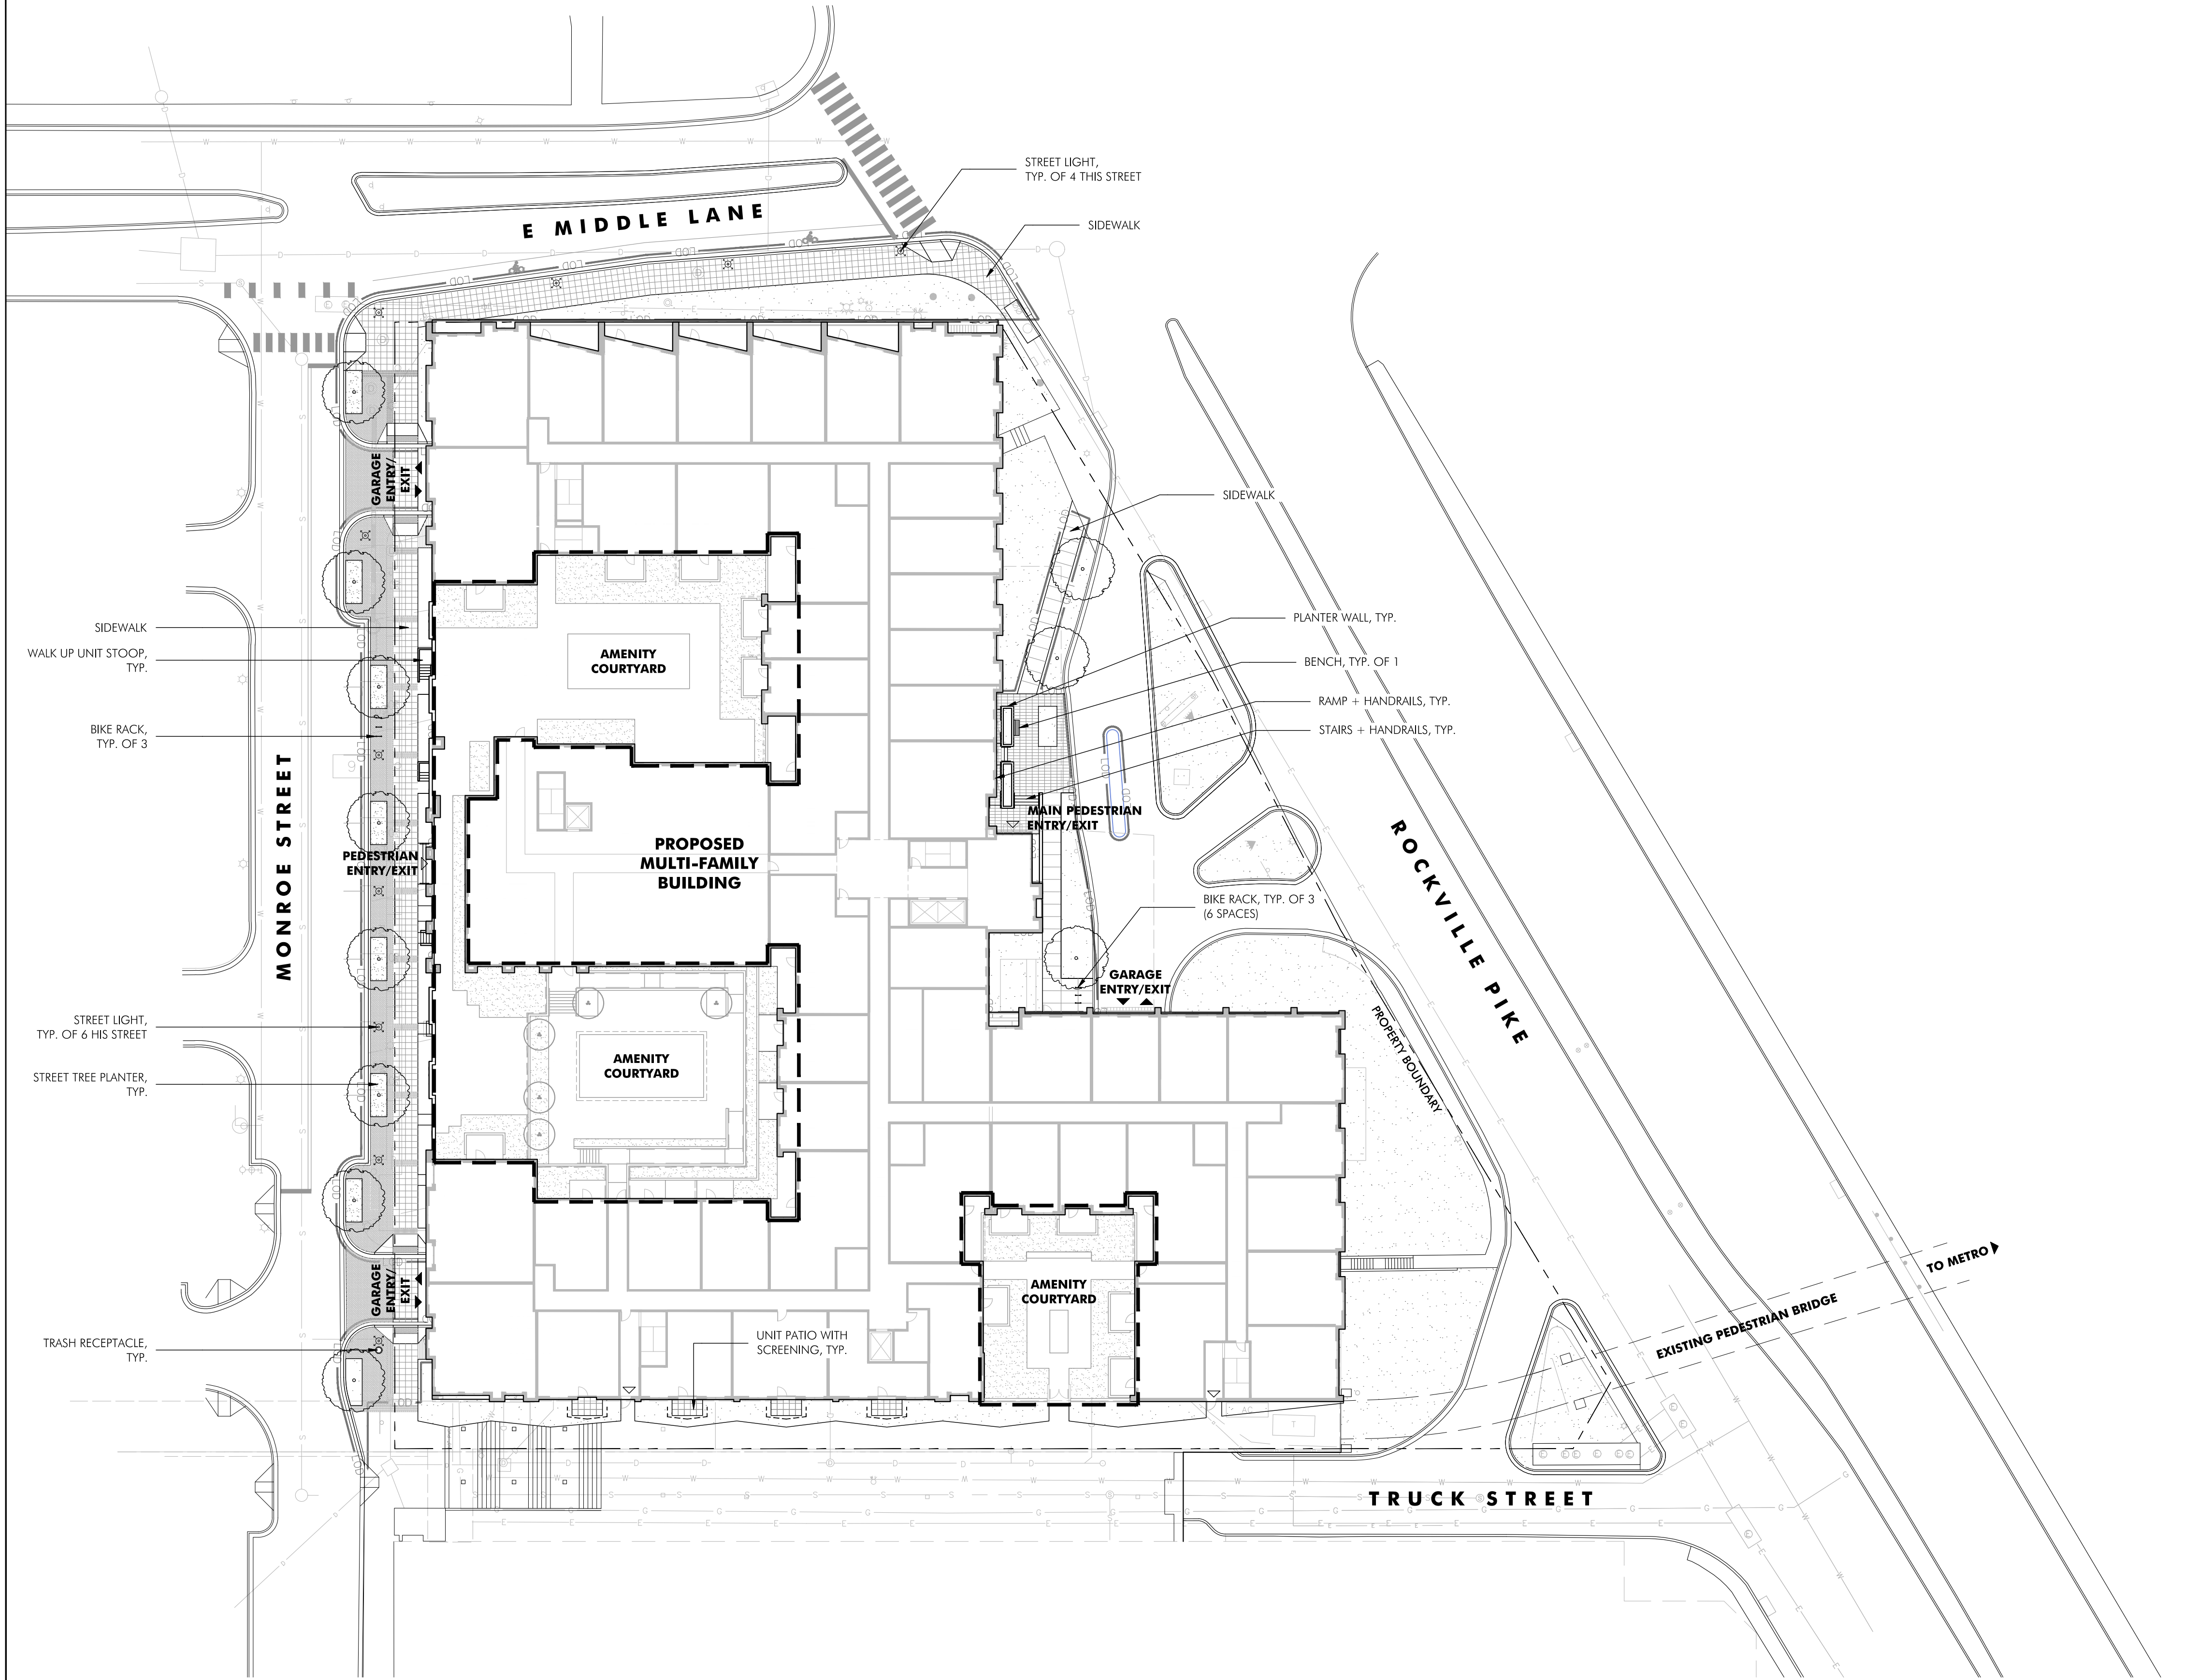 STREET LIGHT,
TYP. OF 4 THIS STREET
SIDEWALK
E MIDDLE LANE
GARAGE
ENTRY/
EXIT
SIDEWALK
SIDEWALK
WALK UP UNIT STOOP,
TYP.
BIKE RACK,
TYP. OF 3
MONROE STREET
PEDESTRIAN
ENTRY/EXIT
STREET LIGHT,
TYP. OF 6 HIS STREET
STREET TREE PLANTER,
TYP.
GARAGE
ENTRY/
EXIT
TRASH RECEPTACLE,
TYP.
AMENITY
COURTYARD
PROPOSED
MULTI-FAMILY
BUILDING
AMENITY
COURTYARD
AMENITY
COURTYARD
UNIT PATIO WITH
SCREENING, TYP.
PLANTER WALL, TYP.
BENCH, TYP. OF 1
RAMP + HANDRAILS, TYP.
STAIRS + HANDRAILS, TYP.
MAIN PEDESTRIAN
ENTRY/EXIT
BIKE RACK, TYP. OF 3
(6 SPACES)
GARAGE
ENTRY/EXIT
ROCKVILLE PIKE
PROPERTY BOUNDARY
TO METRO
EXISTING PEDESTRIAN BRIDGE
TRUCK STREET